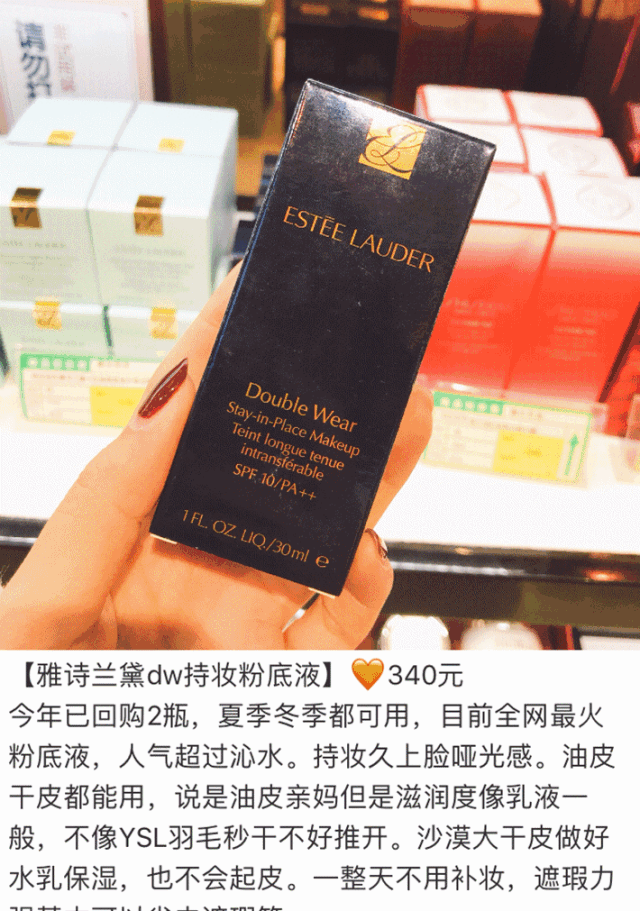 请勿拍
ESTĒE LAUDER
Double Wear
Stay-in-Place Makeup
Teint longue tenue
intransférable
SPF 10/PA++
1 FL. OZ. LIQ./30ml e
【雅诗兰黛dw持妆粉底液】🧡340元
今年已回购2瓶，夏季冬季都可用，目前全网最火
粉底液，人气超过沁水。持妆久上脸哑光感。油皮
干皮都能用，说是油皮亲妈但是滋润度像乳液一
般，不像YSL羽毛秒干不好推开。沙漠大干皮做好
水乳保湿，也不会起皮。一整天不用补妆，遮瑕力